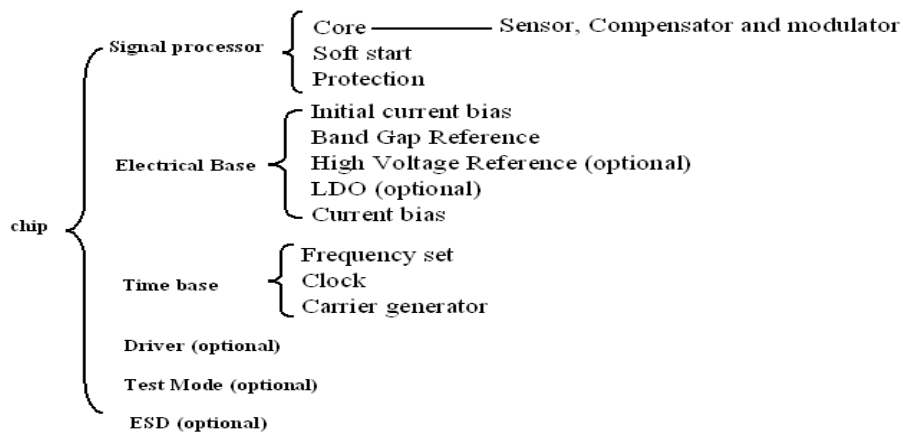 Core Sensor, Compensator and modulator
Signal processor
Soft start
Protection
Initial current bias
Band Gap Reference
Electrical Base
High Voltage Reference (optional)
LDO (optional)
Current bias
chip
Frequency set
Time base
Clock
Carrier generator
Driver (optional)
Test Mode (optional)
ESD (optional)